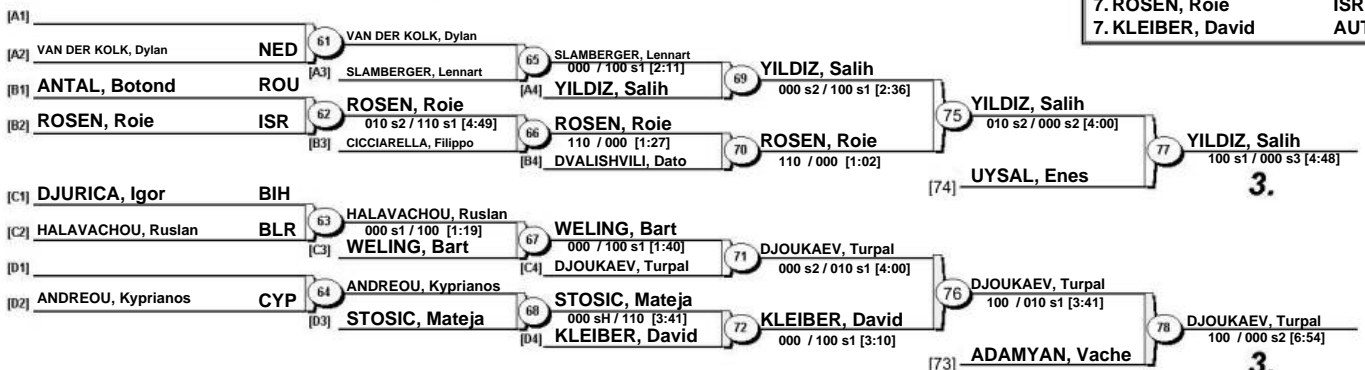 7. ROSEN, Roie ISR
7. KLEIBER, David AUT
[A1]
[A2] VAN DER KOLK, Dylan NED
61 VAN DER KOLK, Dylan
[A3] SLAMBERGER, Lennart
[B1] ANTAL, Botond ROU
[B2] ROSEN, Roie ISR
62 ROSEN, Roie
010 s2 / 110 s1 [4:49]
[B3] CICCIARELLA, Filippo
65 SLAMBERGER, Lennart
000 / 100 s1 [2:11]
[A4] YILDIZ, Salih
66 ROSEN, Roie
110 / 000 [1:27]
[B4] DVALISHVILI, Dato
69 YILDIZ, Salih
000 s2 / 100 s1 [2:36]
70 ROSEN, Roie
110 / 000 [1:02]
75 YILDIZ, Salih
010 s2 / 000 s2 [4:00]
[74] UYSAL, Enes
77 YILDIZ, Salih
100 s1 / 000 s3 [4:48]
3.
[C1] DJURICA, Igor BIH
[C2] HALAVACHOU, Ruslan BLR
63 HALAVACHOU, Ruslan
000 s1 / 100 [1:19]
[C3] WELING, Bart
[D1]
[D2] ANDREOU, Kyprianos CYP
64 ANDREOU, Kyprianos
[D3] STOSIC, Mateja
67 WELING, Bart
000 / 100 s1 [1:40]
[C4] DJOUKAEV, Turpal
68 STOSIC, Mateja
000 sH / 110 [3:41]
[D4] KLEIBER, David
71 DJOUKAEV, Turpal
000 s2 / 010 s1 [4:00]
72 KLEIBER, David
000 / 100 s1 [3:10]
76 DJOUKAEV, Turpal
100 / 010 s1 [3:41]
[73] ADAMYAN, Vache
78 DJOUKAEV, Turpal
100 / 000 s2 [6:54]
3.